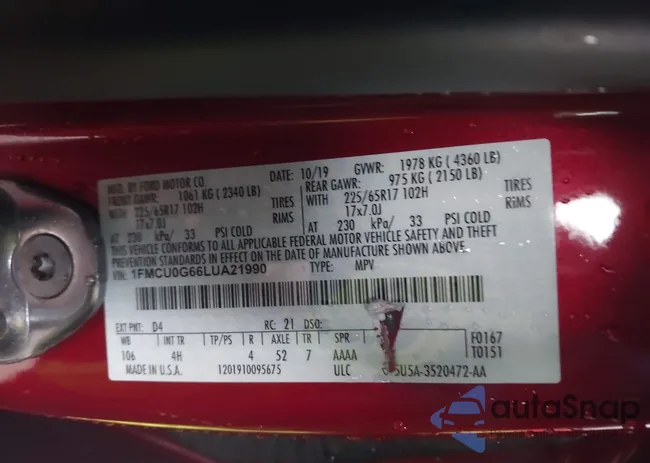 MFD. BY FORD MOTOR CO.
DATE: 10/19 GVWR: 1978 KG ( 4360 LB)
FRONT GAWR: 1061 KG ( 2340 LB)
REAR GAWR: 975 KG ( 2150 LB)
WITH 225/65R17 102H TIRES
17x7.0J RIMS
AT 230 kPa/ 33 PSI COLD
WITH 225/65R17 102H TIRES
17x7.0J RiMS
AT 230 kPa/ 33 PSI COLD
THIS VEHICLE CONFORMS TO ALL APPLICABLE FEDERAL MOTOR VEHICLE SAFETY AND THEFT
PREVENTION STANDARDS IN EFFECT ON THE DATE OF MANUFACTURE SHOWN ABOVE.
VIN: 1FMCU0G66LUA21990 TYPE: MPV
EXT PNT: D4 RC: 21 DSO:
WB INT TR TP/PS R AXLE TR SPR
106 4H 4 52 7 AAAA
F0167
T0151
MADE IN U.S.A. 1201910095675 ULC 5U5A-3520472-AA
autoSnap